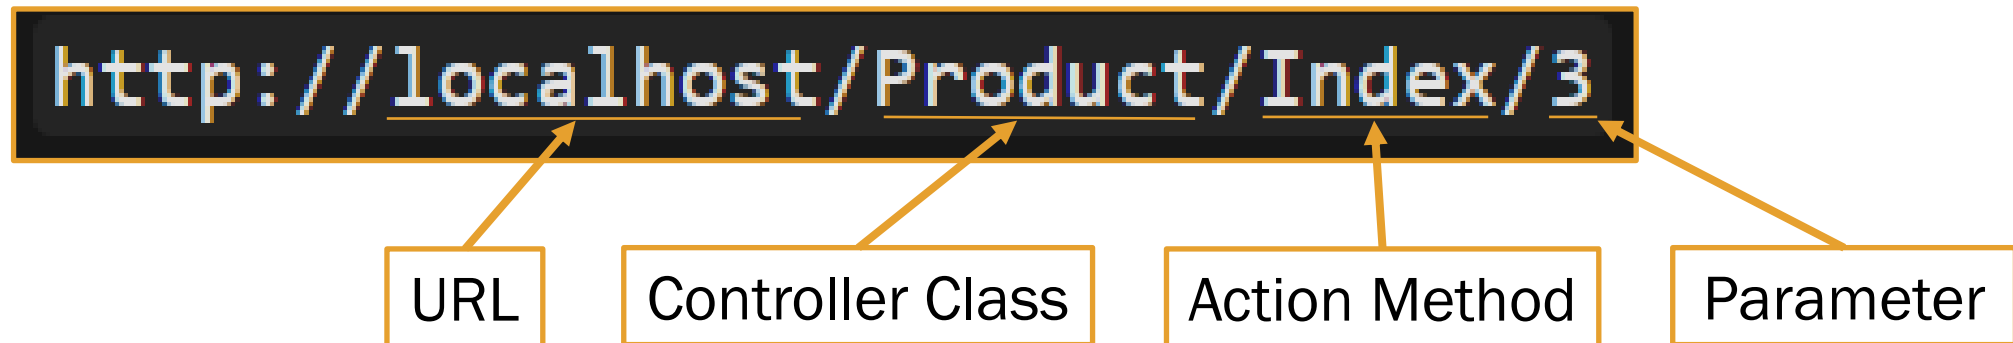 http://localhost/Product/Index/3
URL
Controller Class
Action Method
Parameter